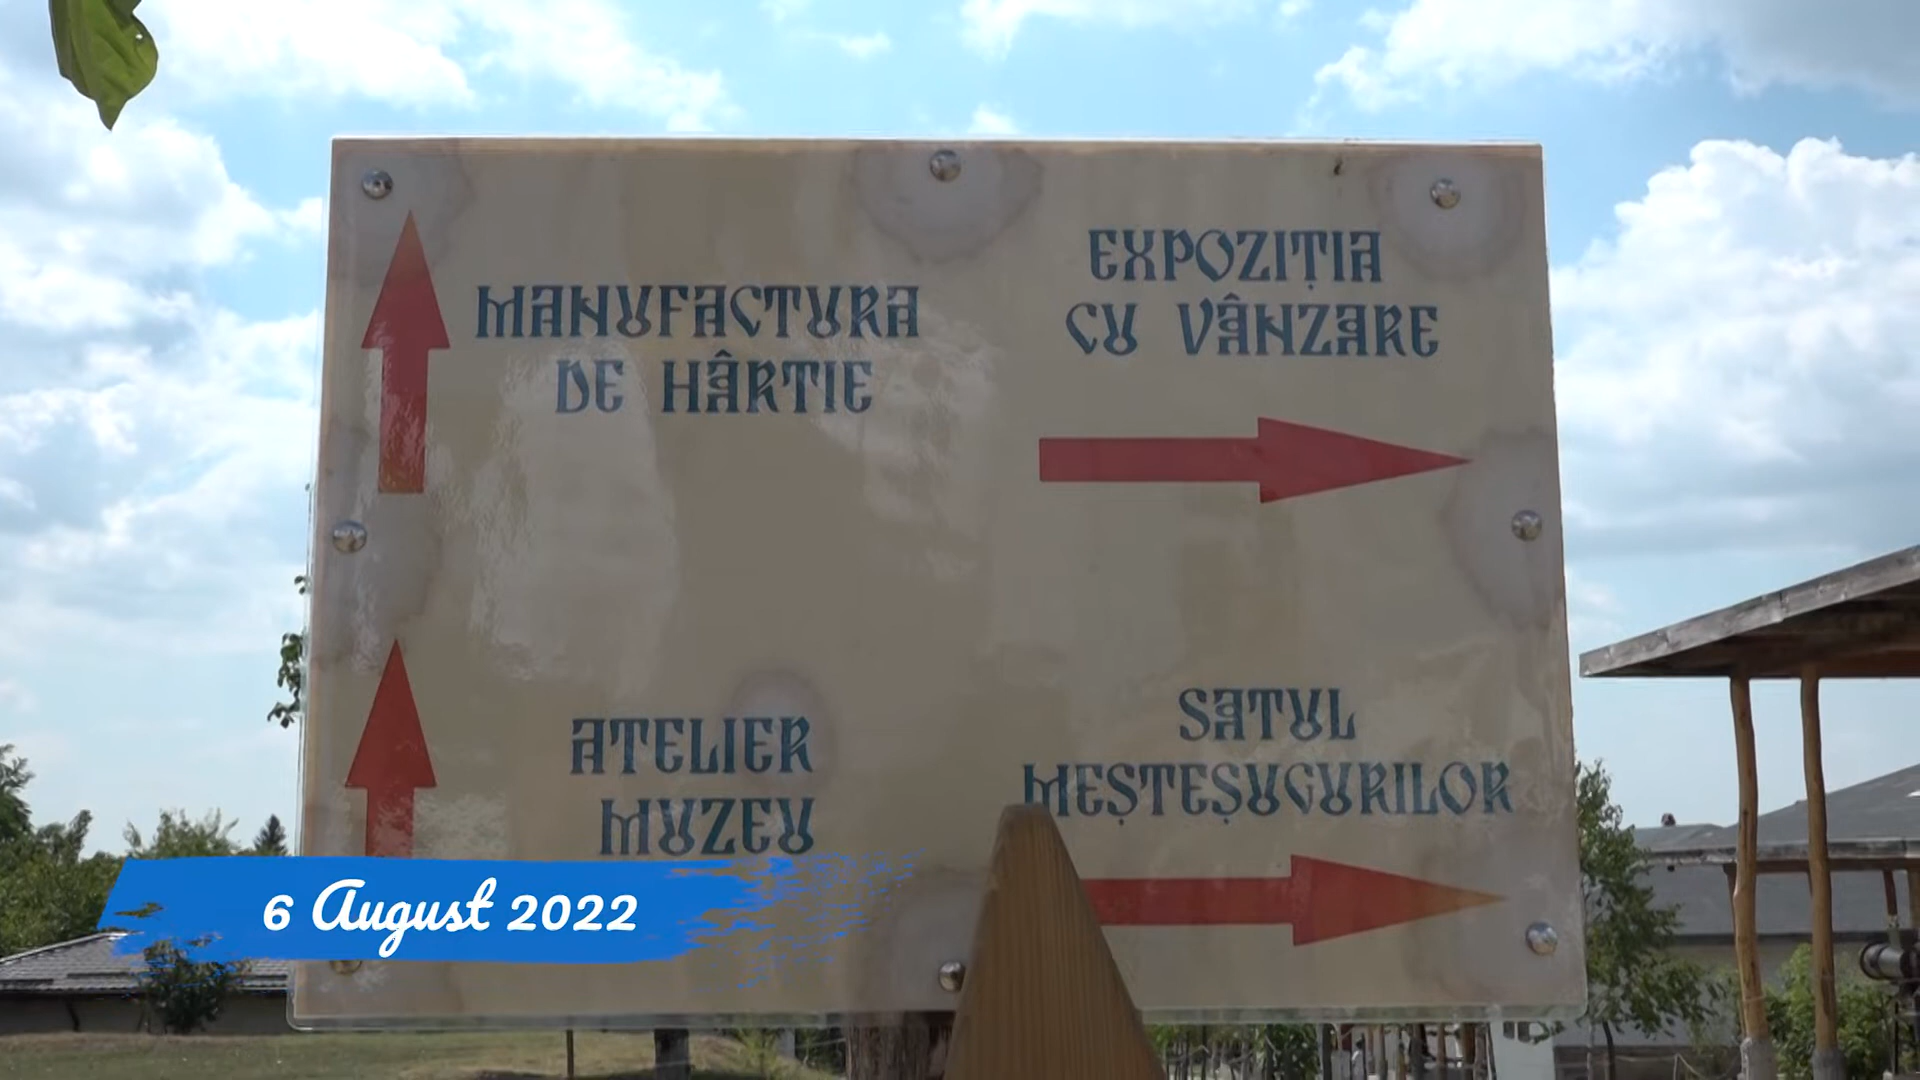 MANUFACTURA
DE HÂRTIE
EXPOZIȚIA
CU VÂNZARE
ATELIER
MUZEU
SATUL
MEȘTEȘUGURILOR
6 August 2022